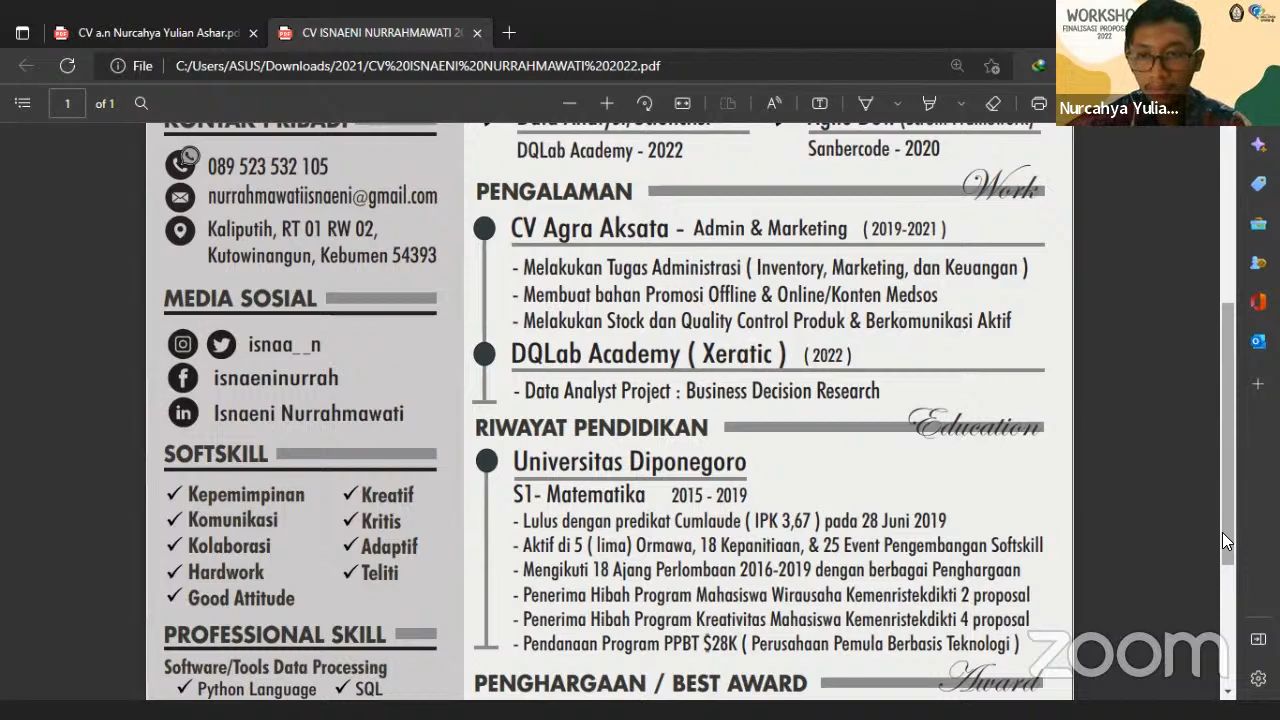 CV a.n Nurcahya Yulian Ashar.pd
CV ISNAENI NURRAHMAWATI 20
File
C:/Users/ASUS/Downloads/2021/CV%20ISNAENI%20NURRAHMAWATI%202022.pdf
1 of 1
WORKSHO
FINALISASI PROPOS
2022
Nurcahya Yulia...
KONTAK PRIBADI
089 523 532 105
nurrahmawatiisnaeni@gmail.com
Kaliputih, RT 01 RW 02,
Kutowinangun, Kebumen 54393
MEDIA SOSIAL
isnaa__n
isnaeninurrah
in Isnaeni Nurrahmawati
SOFTSKILL
Kepemimpinan
Komunikasi
Kolaborasi
Hardwork
Good Attitude
Kreatif
Kritis
Adaptif
Teliti
PROFESSIONAL SKILL
Software/Tools Data Processing
Python Language
SQL
DQLab Academy - 2022
Sanbercode - 2020
PENGALAMAN
Work
CV Agra Aksata - Admin & Marketing ( 2019-2021 )
- Melakukan Tugas Administrasi ( Inventory, Marketing, dan Keuangan )
- Membuat bahan Promosi Offline & Online/Konten Medsos
- Melakukan Stock dan Quality Control Produk & Berkomunikasi Aktif
DQLab Academy ( Xeratic ) ( 2022 )
- Data Analyst Project : Business Decision Research
RIWAYAT PENDIDIKAN
Education
Universitas Diponegoro
S1- Matematika 2015 - 2019
- Lulus dengan predikat Cumlaude ( IPK 3,67 ) pada 28 Juni 2019
- Aktif di 5 ( lima) Ormawa, 18 Kepanitiaan, & 25 Event Pengembangan Softskill
- Mengikuti 18 Ajang Perlombaan 2016-2019 dengan berbagai Penghargaan
- Penerima Hibah Program Mahasiswa Wirausaha Kemenristekdikti 2 proposal
- Penerima Hibah Program Kreativitas Mahasiswa Kemenristekdikti 4 proposal
- Pendanaan Program PPBT $28K ( Perusahaan Pemula Berbasis Teknologi )
PENGHARGAAN / BEST AWARD
Award
zoom